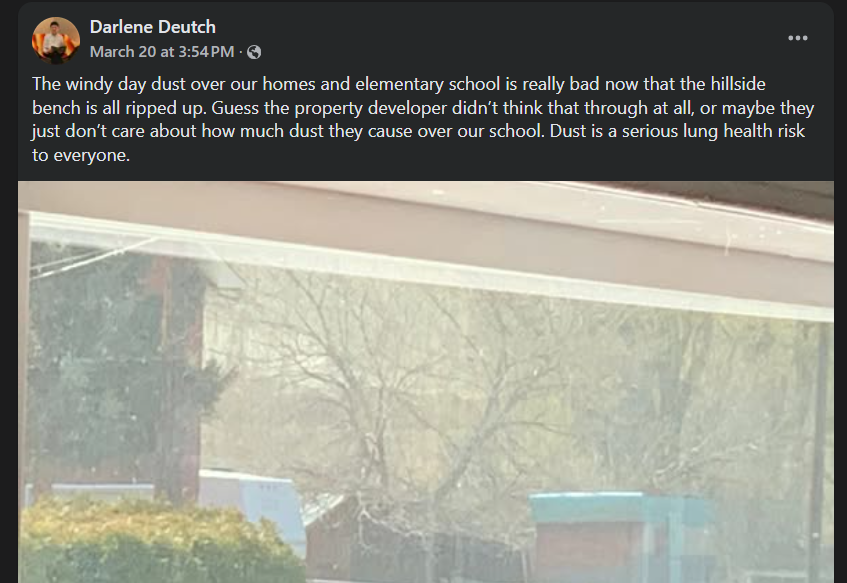 Darlene Deutch
March 20 at 3:54 PM ·
The windy day dust over our homes and elementary school is really bad now that the hillside
bench is all ripped up. Guess the property developer didn’t think that through at all, or maybe they
just don’t care about how much dust they cause over our school. Dust is a serious lung health risk
to everyone.